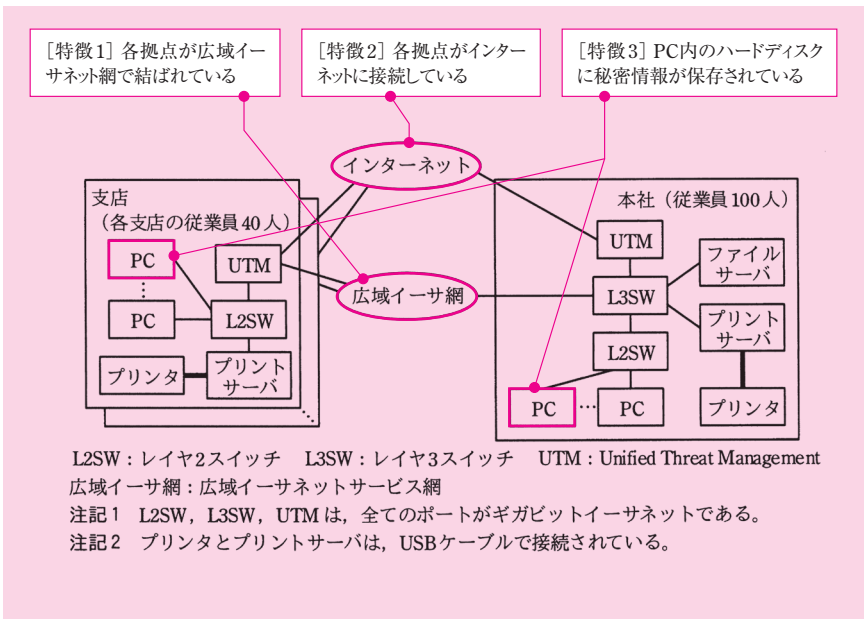 ［特徴1］各拠点が広域イー
サネット網で結ばれている
［特徴2］各拠点がインター
ネットに接続している
［特徴3］PC内のハードディスク
に秘密情報が保存されている
インターネット
支店
（各支店の従業員40人）
本社（従業員100人）
PC
UTM
UTM
ファイル
サーバ
広域イーサ網
L3SW
PC
L2SW
プリント
サーバ
L2SW
プリンタ
プリント
サーバ
PC
…
PC
プリンタ
L2SW：レイヤ2スイッチ　L3SW：レイヤ3スイッチ　UTM：Unified Threat Management
広域イーサ網：広域イーサネットサービス網
注記1　L2SW，L3SW，UTMは，全てのポートがギガビットイーサネットである。
注記2　プリンタとプリントサーバは，USBケーブルで接続されている。